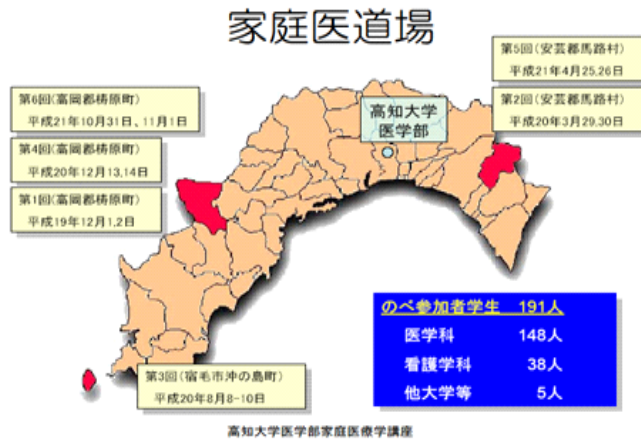 家庭医道場
第5回(安芸郡馬路村)
平成21年4月25,26日
第2回(安芸郡馬路村)
平成20年3月29,30日
第6回(高岡郡梼原町)
平成21年10月31日、11月1日
第4回(高岡郡梼原町)
平成20年12月13,14日
第1回(高岡郡梼原町)
平成19年12月1,2日
高知大学
医学部
のべ参加者学生 191人
医学科 148人
看護学科 38人
他大学等 5人
第3回(宿毛市沖の島町)
平成20年8月8-10日
高知大学医学部家庭医療学講座